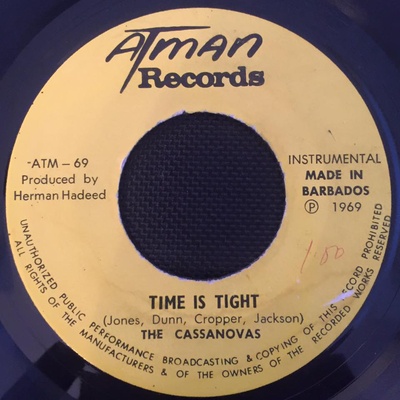 ATMAN
Records
ATM – 69
Produced by
Herman Hadeed
INSTRUMENTAL
MADE IN
BARBADOS
Ⓟ 1969
1.00
TIME IS TIGHT
(Jones, Dunn, Cropper, Jackson)
THE CASSANOVAS
UNAUTHORIZED PUBLIC PERFORMANCE BROADCASTING & COPYING OF THIS RECORD PROHIBITED
ALL RIGHTS OF THE MANUFACTURERS & OF THE OWNERS OF THE RECORDED WORKS RESERVED